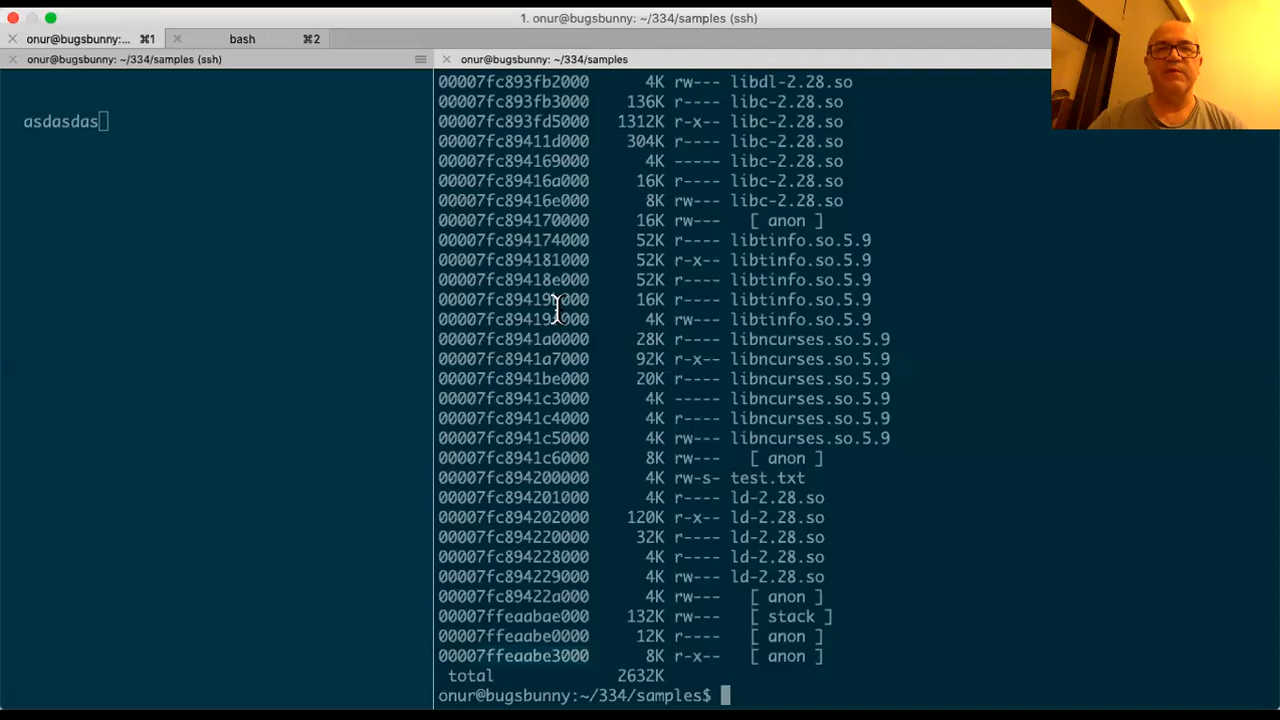 1. onur@bugsbunny: ~/334/samples (ssh)
onur@bugsbunny:... ⌘1 bash ⌘2
onur@bugsbunny: ~/334/samples (ssh)
onur@bugsbunny: ~/334/samples
asdasdas
00007fc893fb2000 4K rw--- libdl-2.28.so
00007fc893fb3000 136K r---- libc-2.28.so
00007fc893fd5000 1312K r-x-- libc-2.28.so
00007fc89411d000 304K r---- libc-2.28.so
00007fc894169000 4K ----- libc-2.28.so
00007fc89416a000 16K r---- libc-2.28.so
00007fc89416e000 8K rw--- libc-2.28.so
00007fc894170000 16K rw--- [ anon ]
00007fc894174000 52K r---- libtinfo.so.5.9
00007fc894181000 52K r-x-- libtinfo.so.5.9
00007fc89418e000 52K r---- libtinfo.so.5.9
16K r---- libtinfo.so.5.9
4K rw--- libtinfo.so.5.9
00007fc8941a0000 28K r---- libncurses.so.5.9
00007fc8941a7000 92K r-x-- libncurses.so.5.9
00007fc8941be000 20K r---- libncurses.so.5.9
00007fc8941c3000 4K ----- libncurses.so.5.9
00007fc8941c4000 4K r---- libncurses.so.5.9
00007fc8941c5000 4K rw--- libncurses.so.5.9
00007fc8941c6000 8K rw--- [ anon ]
00007fc894200000 4K rw-s- test.txt
00007fc894201000 4K r---- ld-2.28.so
00007fc894202000 120K r-x-- ld-2.28.so
00007fc894220000 32K r---- ld-2.28.so
00007fc894228000 4K r---- ld-2.28.so
00007fc894229000 4K rw--- ld-2.28.so
00007fc89422a000 4K rw--- [ anon ]
00007ffeaabae000 132K rw--- [ stack ]
00007ffeaabe0000 12K r---- [ anon ]
00007ffeaabe3000 8K r-x-- [ anon ]
total 2632K
onur@bugsbunny:~/334/samples$